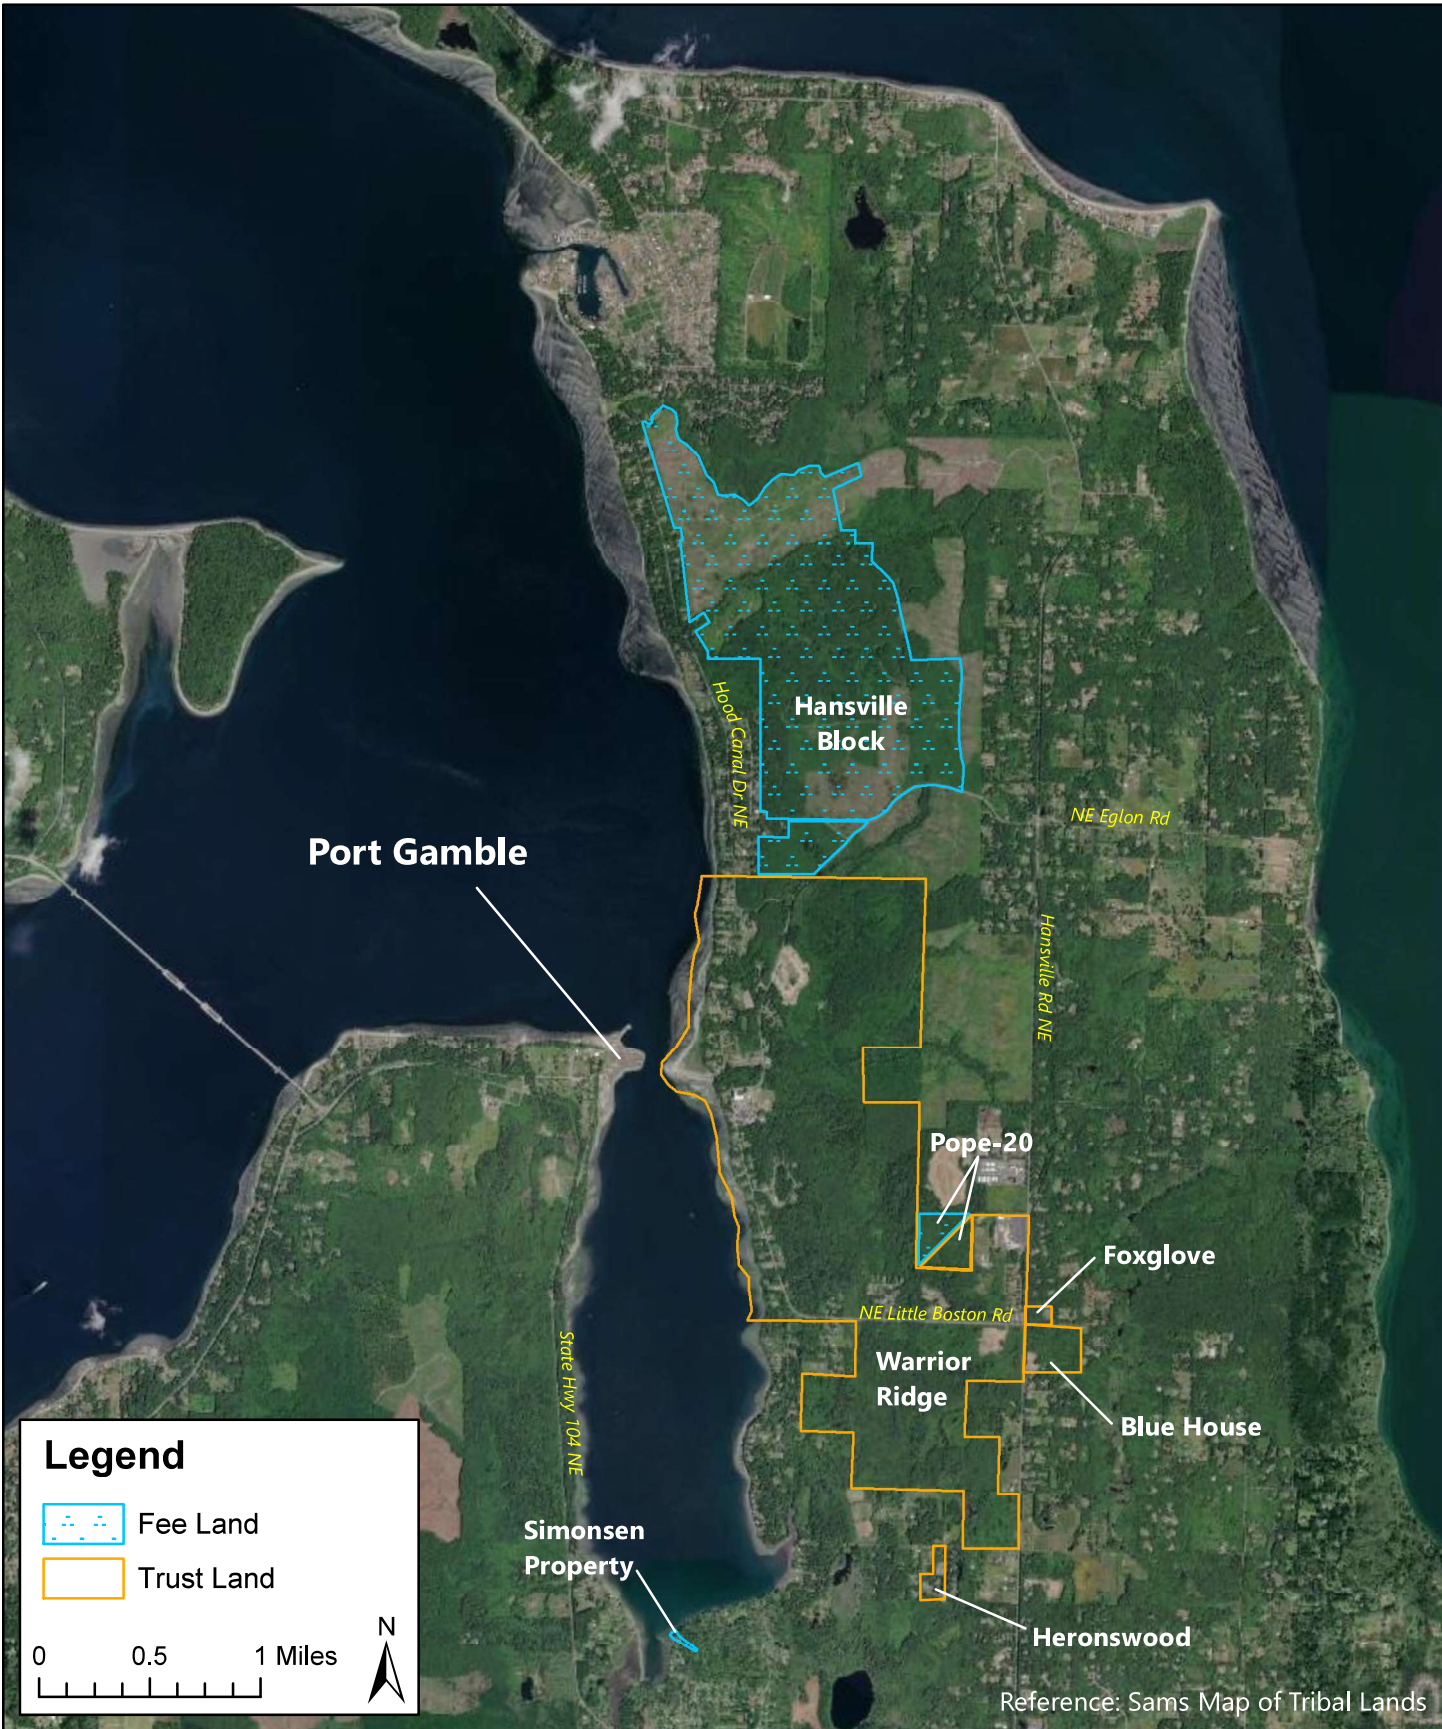 Hansville
Block
Hood Canal Dr NE
NE Eglon Rd
Port Gamble
Hansville Rd NE
Pope-20
Foxglove
NE Little Boston Rd
Warrior
Ridge
State Hwy 104 NE
Blue House
Simonsen
Property
Heronswood
Legend
Fee Land
Trust Land
N
0 0.5 1 Miles
Reference: Sams Map of Tribal Lands